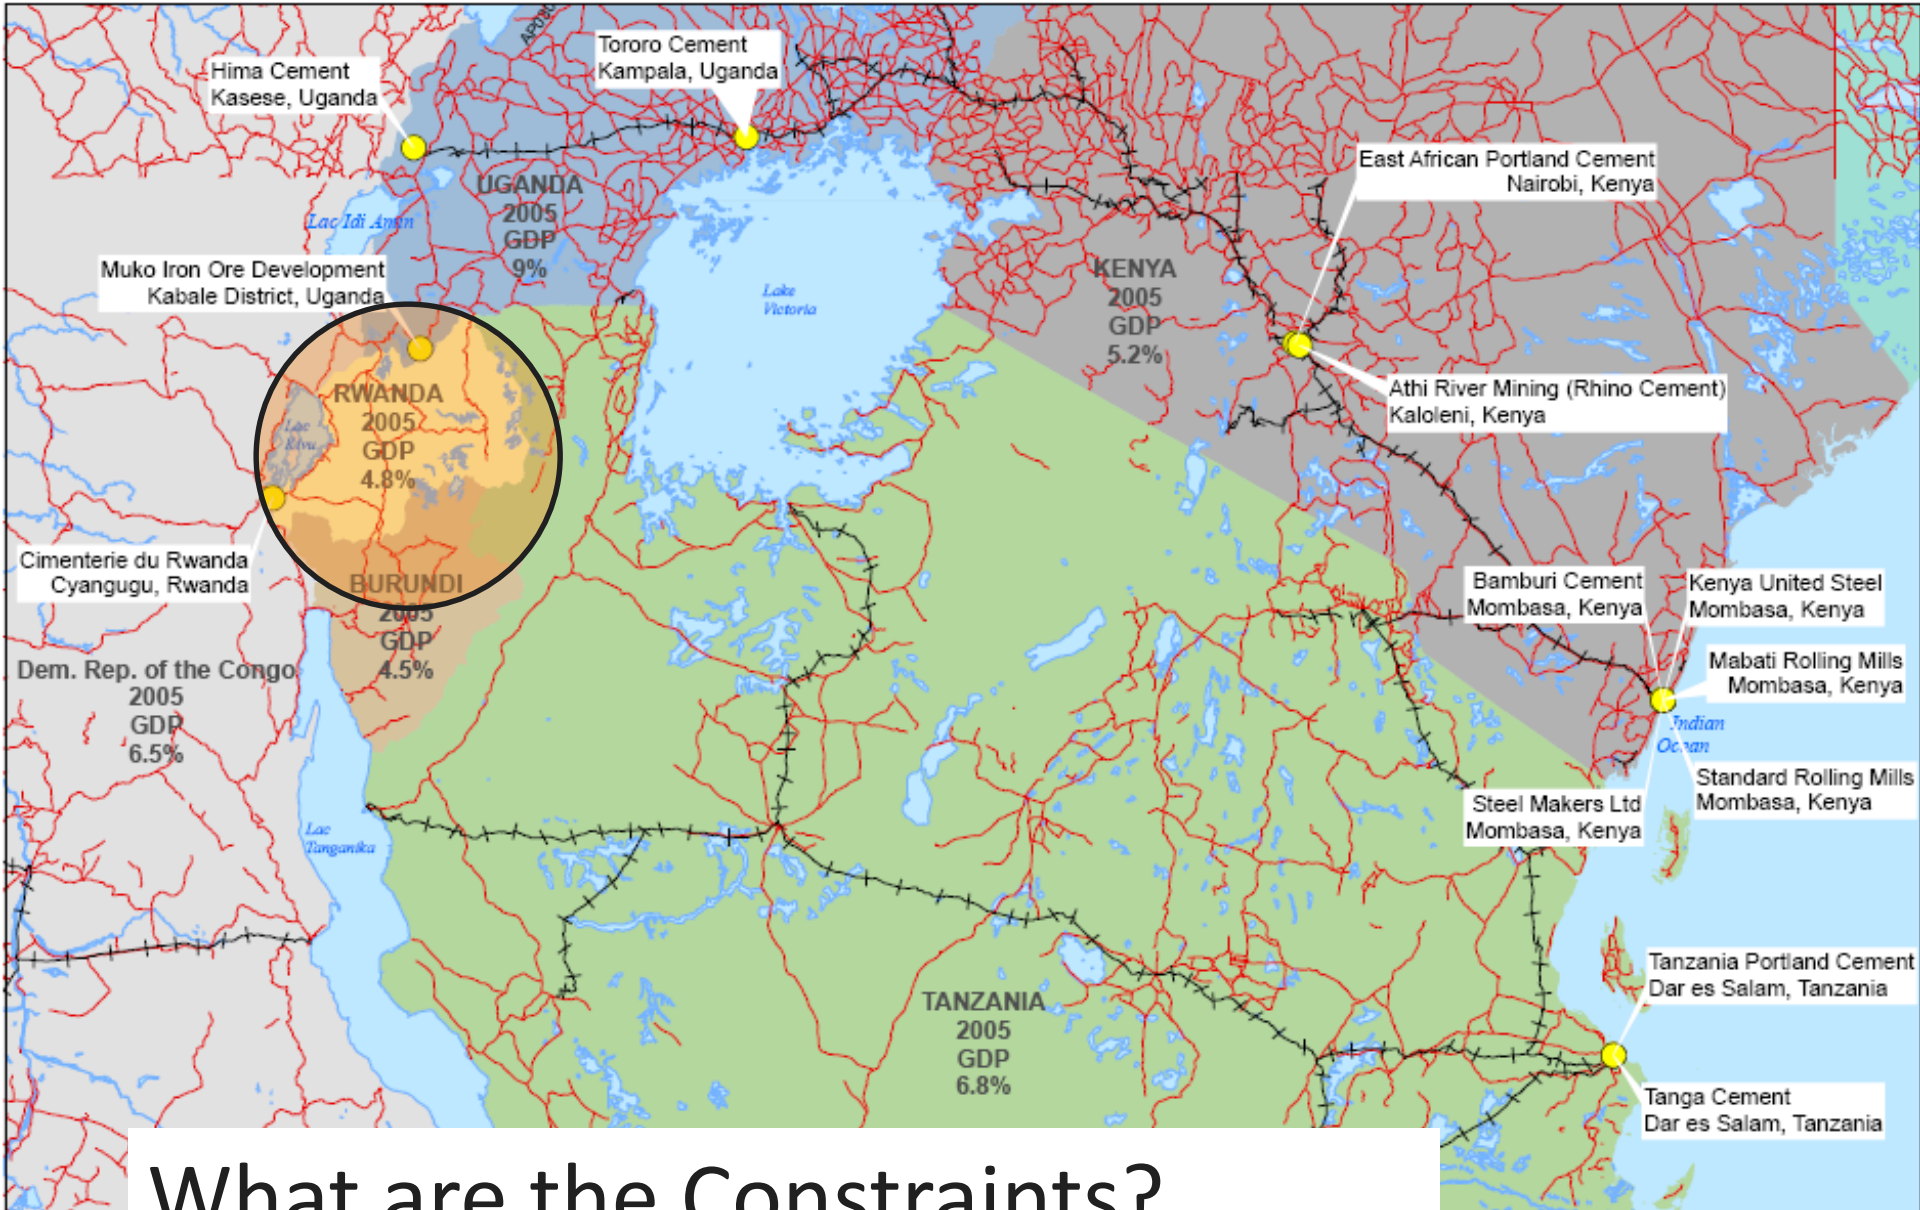 APO80
Tororo Cement
Kampala, Uganda
Hima Cement
Kasese, Uganda
East African Portland Cement
Nairobi, Kenya
UGANDA
2005
GDP
9%
Lac Idi Amin
Muko Iron Ore Development
Kabale District, Uganda
KENYA
2005
GDP
5.2%
Lake
Victoria
RWANDA
2005
GDP
4.8%
Lac
Kivu
Athi River Mining (Rhino Cement)
Kaloleni, Kenya
Cimenterie du Rwanda
Cyangugu, Rwanda
BURUNDI
2005
GDP
4.5%
Bamburi Cement
Mombasa, Kenya
Kenya United Steel
Mombasa, Kenya
Dem. Rep. of the Congo
2005
GDP
6.5%
Mabati Rolling Mills
Mombasa, Kenya
Indian
Ocean
Standard Rolling Mills
Mombasa, Kenya
Steel Makers Ltd
Mombasa, Kenya
Lac
Tanganika
TANZANIA
2005
GDP
6.8%
Tanzania Portland Cement
Dar es Salam, Tanzania
Tanga Cement
Dar es Salam, Tanzania
What are the Constraints?